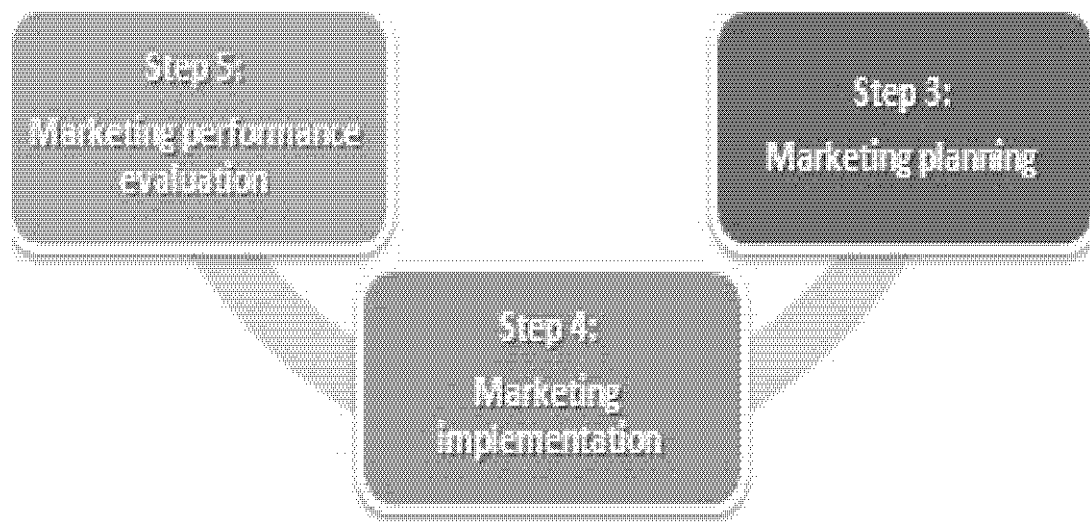 Step 5:
Marketing performance
evaluation
Step 3:
Marketing planning
Step 4:
Marketing
implementation